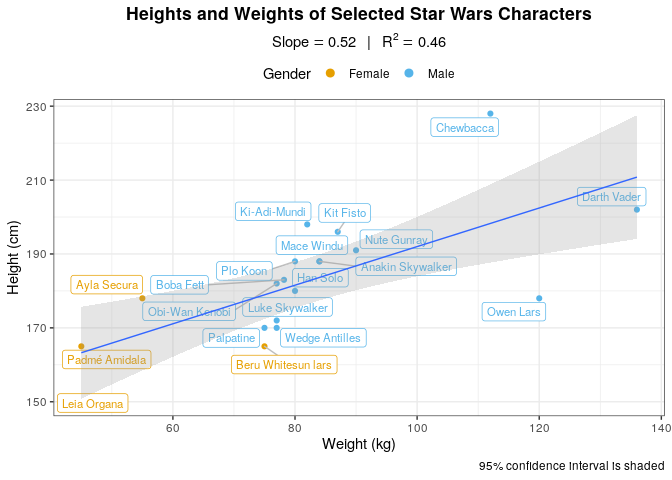 Heights and Weights of Selected Star Wars Characters
Slope = 0.52 | R² = 0.46
Gender Female Male
230
Chewbacca
210
Darth Vader
Ki-Adi-Mundi Kit Fisto
Nute Gunray
Mace Windu
190
Anakin Skywalker
Plo Koon
Han Solo
Ayla Secura Boba Fett
Obi-Wan Kenobi Luke Skywalker
Owen Lars
170
Palpatine Wedge Antilles
Padmé Amidala
Beru Whitesun lars
Leia Organa
150
Height (cm)
60 80 100 120 140
Weight (kg)
95% confidence interval is shaded